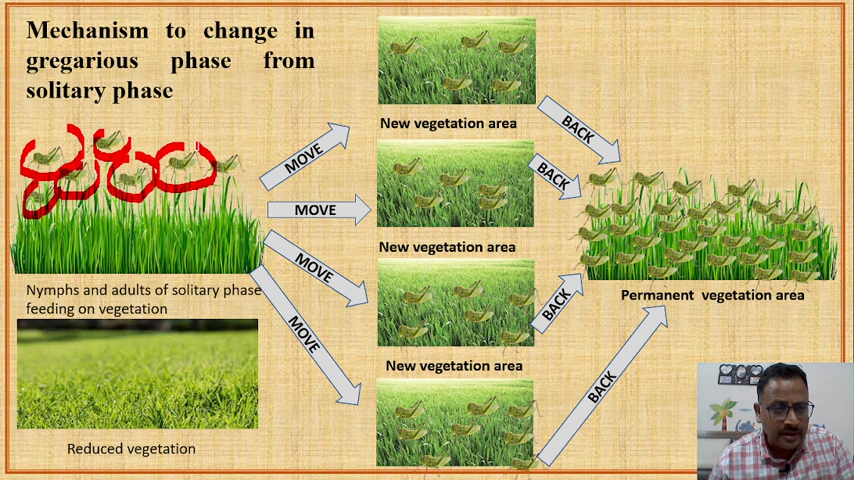 Mechanism to change in
gregarious phase from
solitary phase
New vegetation area
MOVE
BACK
MOVE
BACK
New vegetation area
MOVE
Nymphs and adults of solitary phase
feeding on vegetation
BACK
Permanent vegetation area
MOVE
New vegetation area
BACK
Reduced vegetation